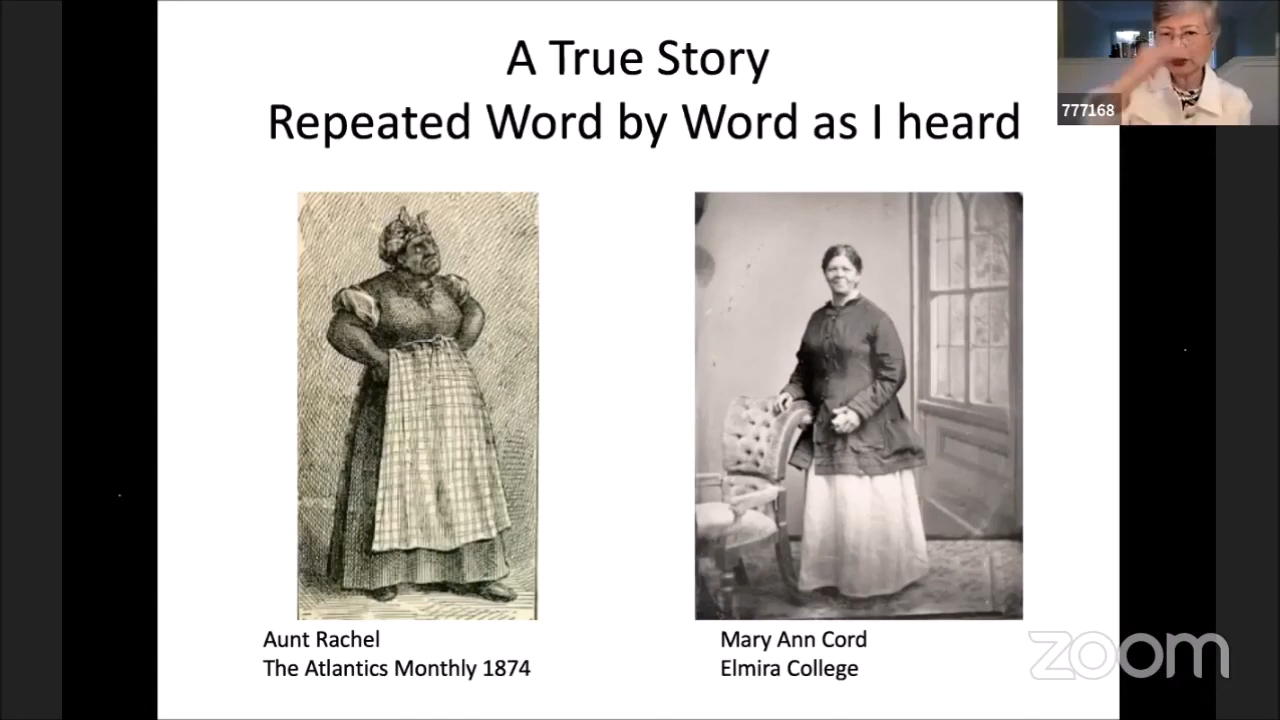 A True Story
Repeated Word by Word as I heard
777168
Aunt Rachel
The Atlantics Monthly 1874
Mary Ann Cord
Elmira College
zoom